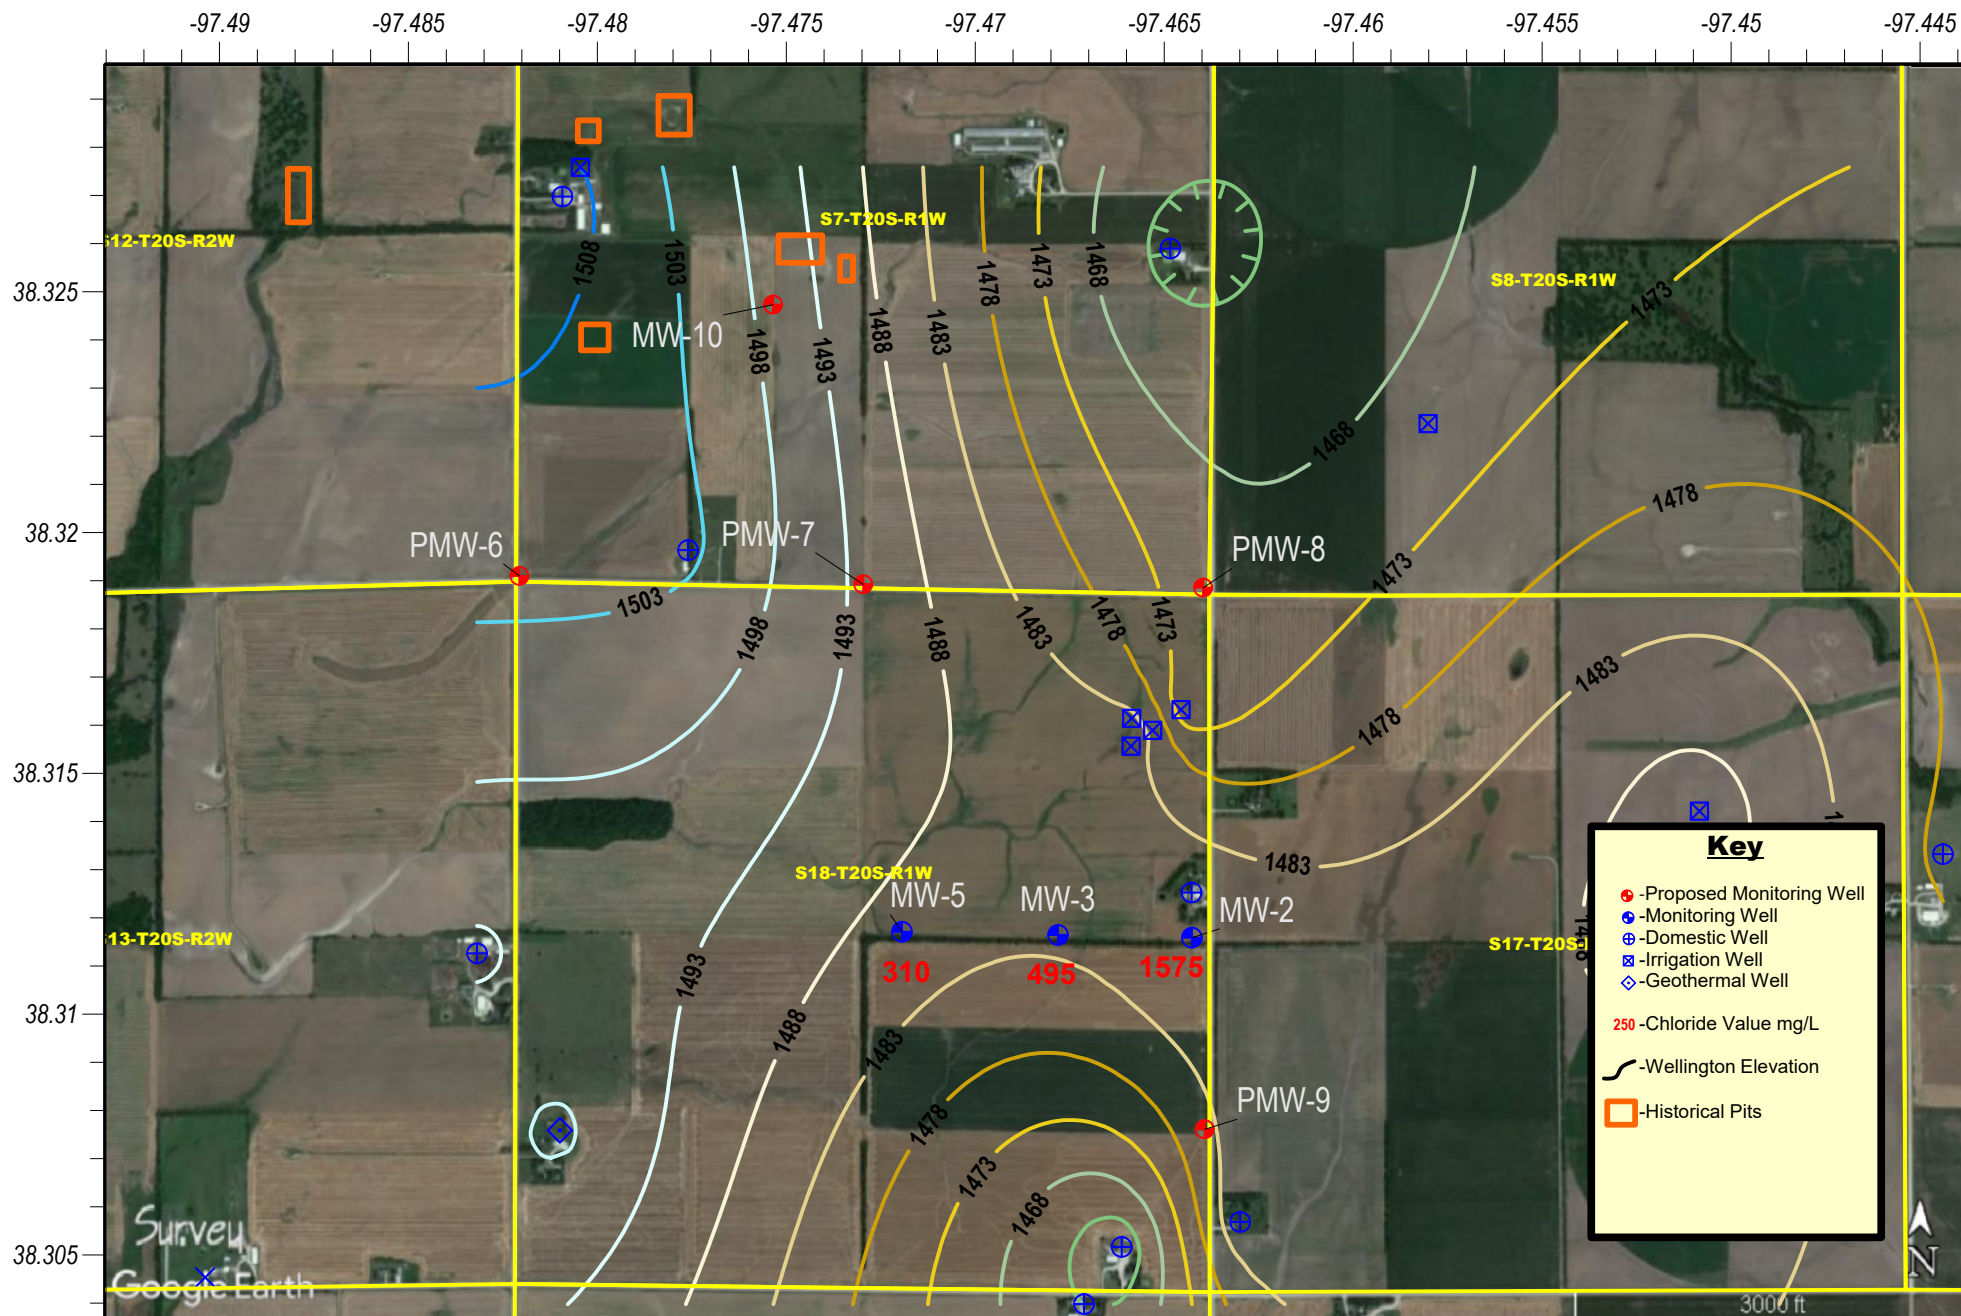 -97.49 -97.485 -97.48 -97.475 -97.47 -97.465 -97.46 -97.455 -97.45 -97.445
S7-T20S-R1W
12-T20S-R2W
1508
1503
1498
1493
1488
1483
1478
1473
1468
S8-T20S-R1W
1473
38.325
MW-10
1468
1478
38.32
PMW-6
PMW-7
PMW-8
1473
1503
1498
1493
1488
1483
1478
1473
1483
1478
38.315
1483
S18-T20S-R1W
MW-5
MW-3
MW-2
13-T20S-R2W
S17-T20S-
310
495
1575
1493
38.31
1488
1483
PMW-9
1478
1473
1468
38.305
Key
-Proposed Monitoring Well
-Monitoring Well
-Domestic Well
-Irrigation Well
-Geothermal Well
250 -Chloride Value mg/L
-Wellington Elevation
-Historical Pits
Survey
Google Earth
N
3000 ft